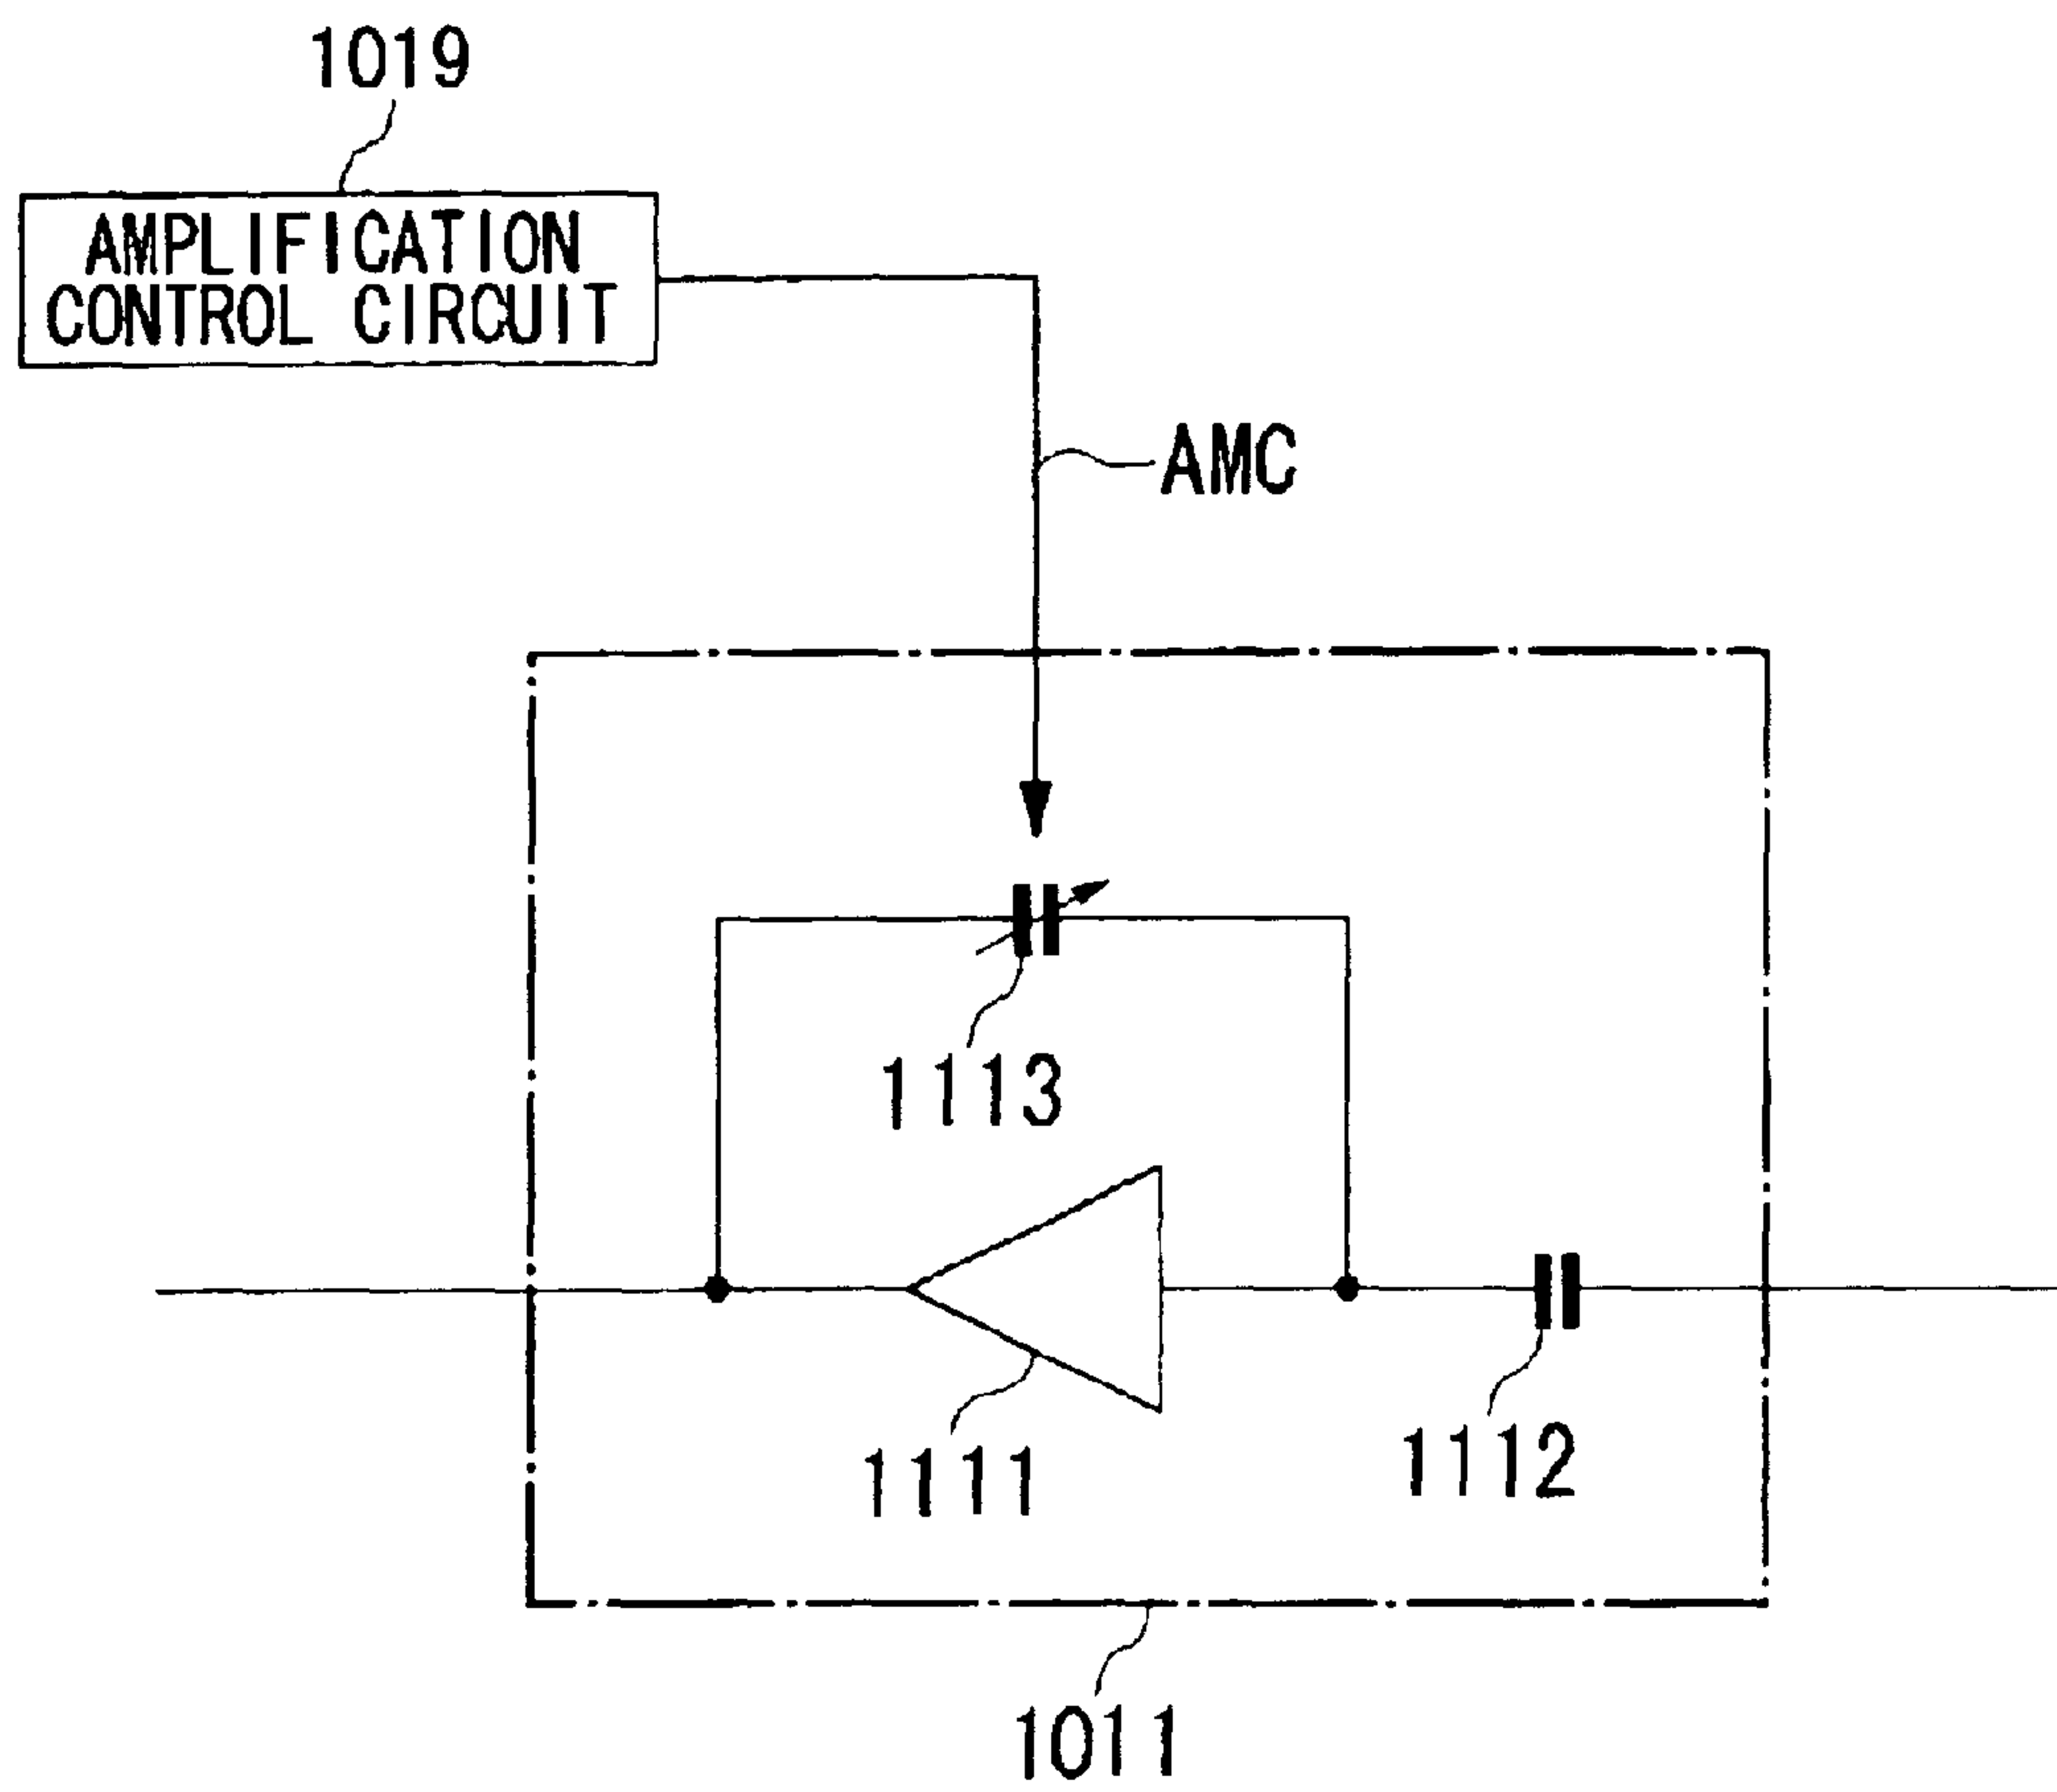 1019
AMPLIFICATION
CONTROL CIRCUIT
AMC
1113
1111
1112
1011